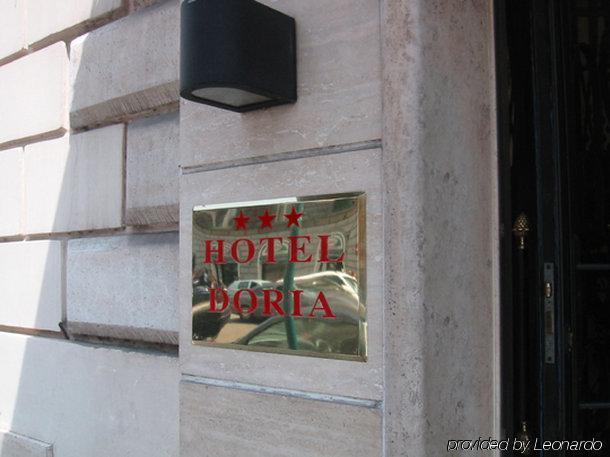 ★★★
HOTEL
DORIA
provided by Leonardo